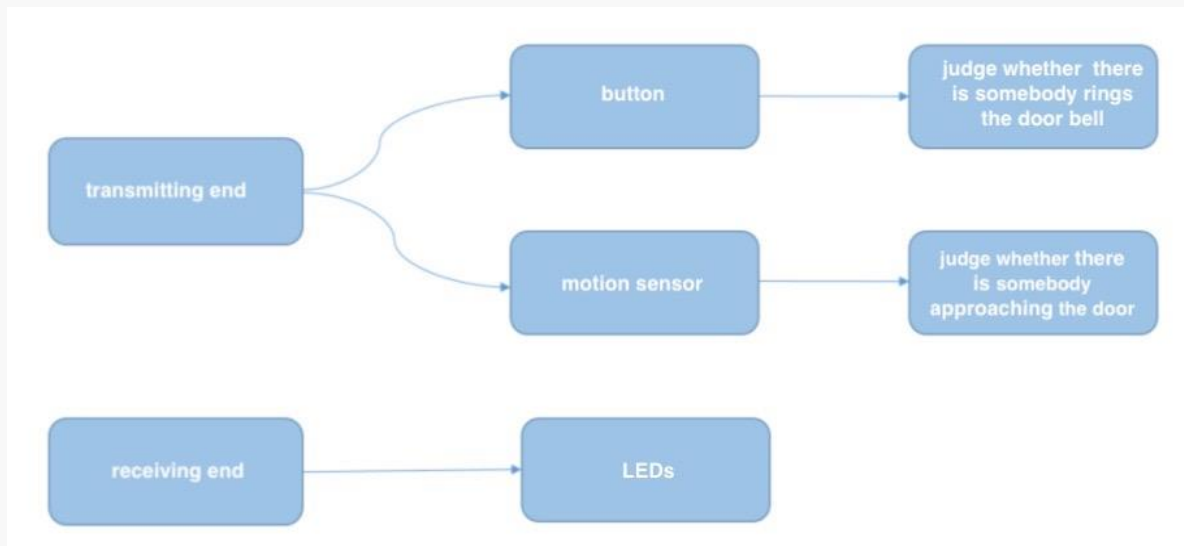 button
judge whether there
is somebody rings
the door bell
transmitting end
motion sensor
judge whether there
is somebody
approaching the door
receiving end
LEDs